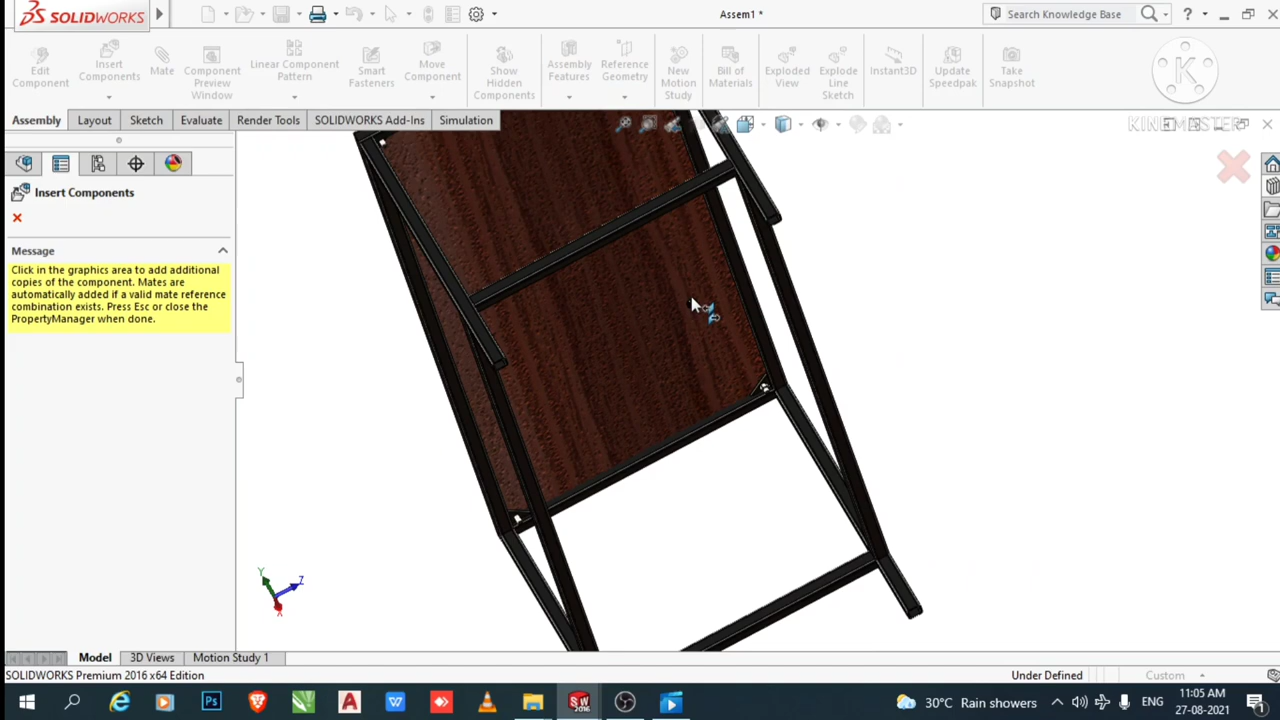 SOLIDWORKS
Assem1 *
Search Knowledge Base
?
Edit Component
Insert Components
Mate
Component Preview Window
Linear Component Pattern
Smart Fasteners
Move Component
Show Hidden Components
Assembly Features
Reference Geometry
New Motion Study
Bill of Materials
Exploded View
Explode Line Sketch
Instant3D
Update Speedpak
Take Snapshot
K
Assembly
Layout
Sketch
Evaluate
Render Tools
SOLIDWORKS Add-Ins
Simulation
KINEMASTER
Insert Components
Message
Click in the graphics area to add additional
copies of the component. Mates are
automatically added if a valid mate reference
combination exists. Press Esc or close the
PropertyManager when done.
Y
Z
X
Model
3D Views
Motion Study 1
SOLIDWORKS Premium 2016 x64 Edition
Under Defined
Custom
Ps
A
W
SW
2016
30°C Rain showers
ENG
11:05 AM
27-08-2021
1